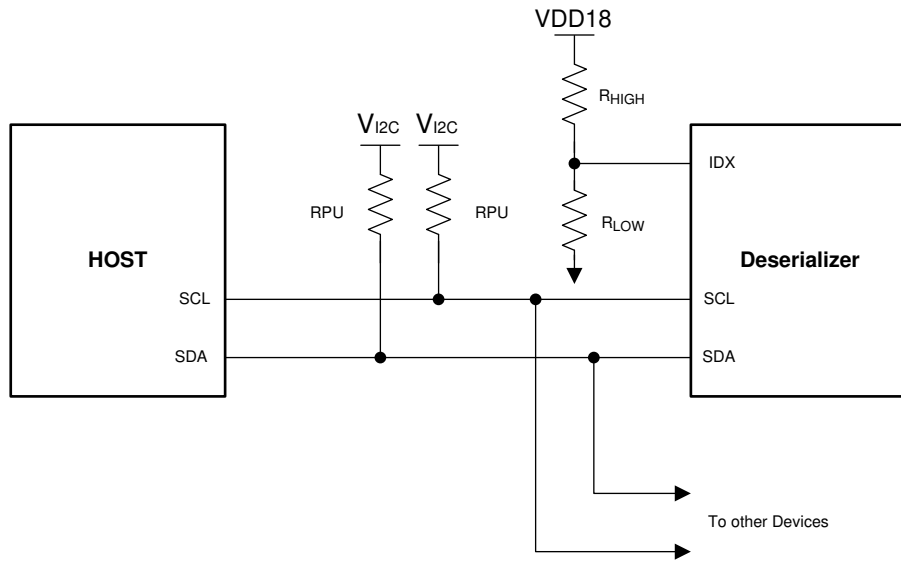 VDD18
RHIGH
VI2C VI2C
IDX
RPU RPU
RLOW
HOST
Deserializer
SCL SCL
SDA SDA
To other Devices